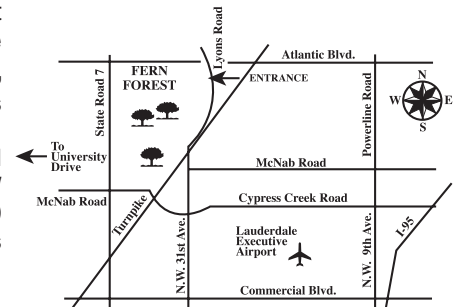 Lyons Road
Atlantic Blvd.
FERN
FOREST
ENTRANCE
State Road 7
Powerline Road
N
W
E
S
To
University
Drive
McNab Road
McNab Road
Cypress Creek Road
Turnpike
N.W. 31st Ave.
Lauderdale
Executive
Airport
N.W. 9th Ave.
I-95
Commercial Blvd.